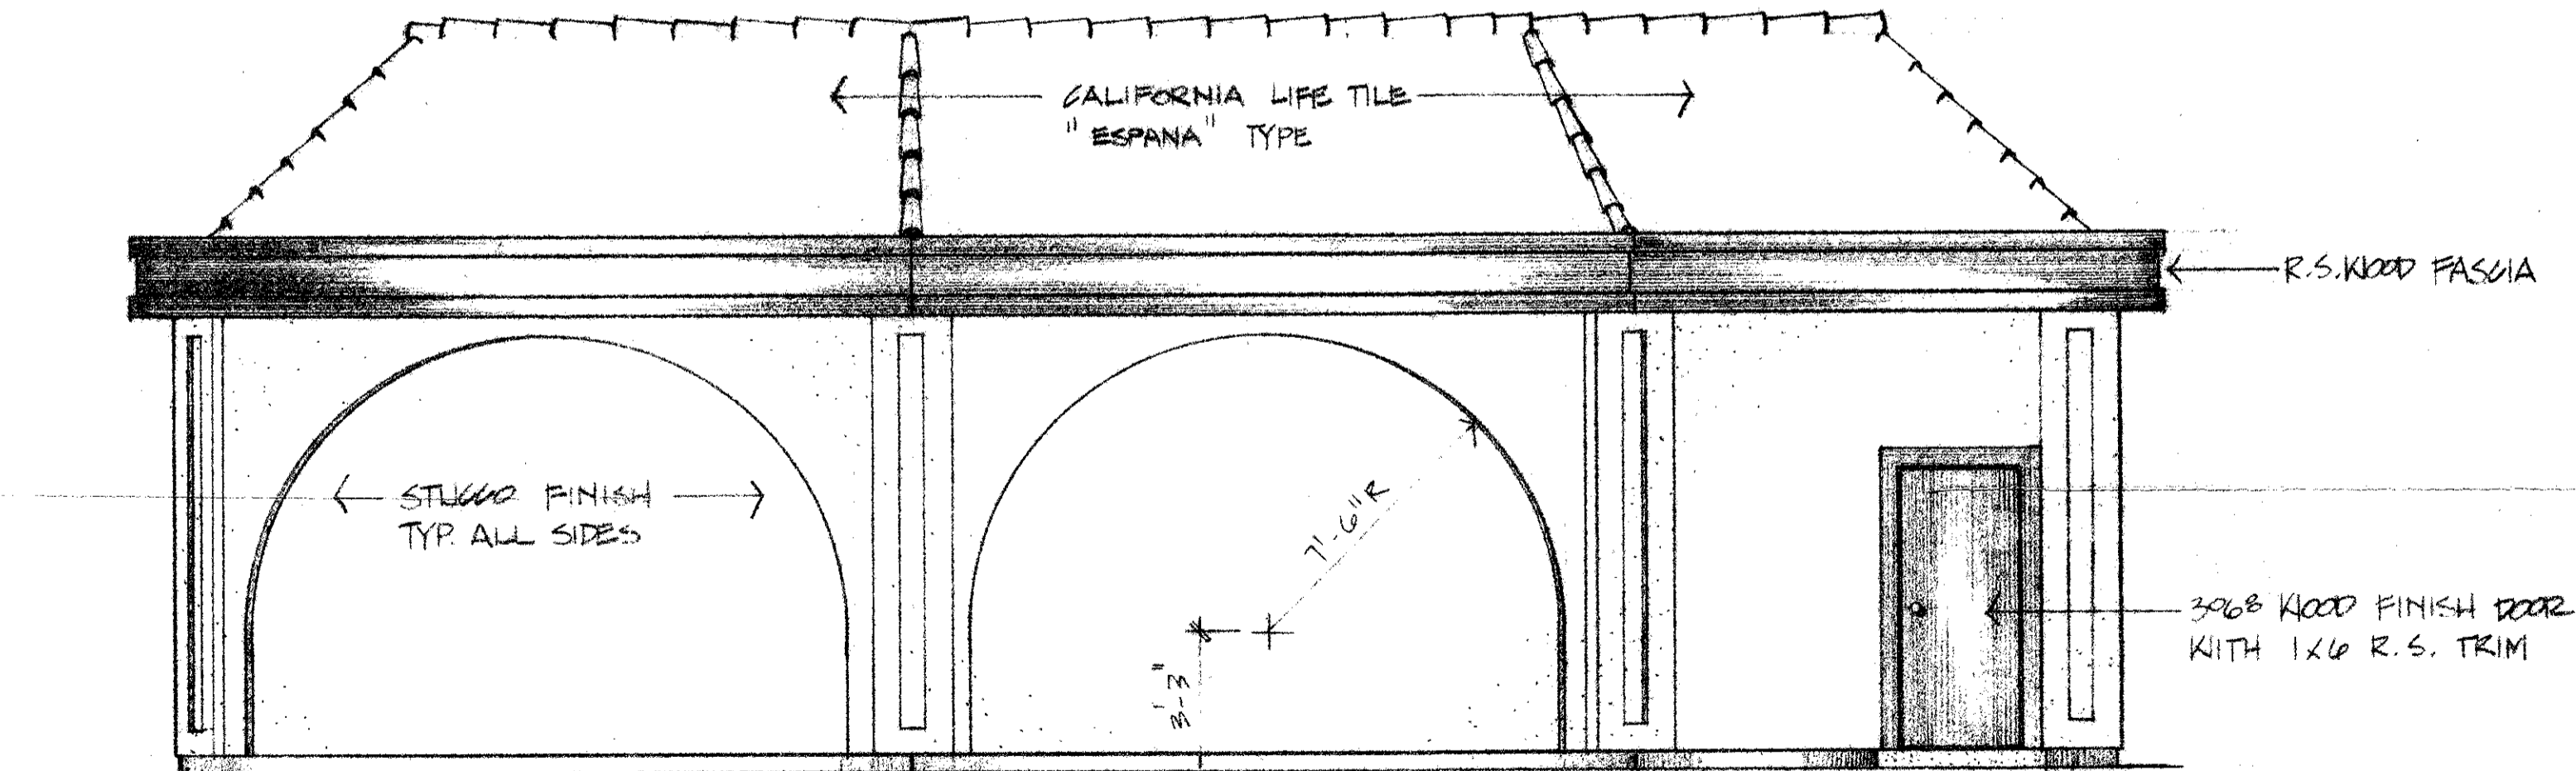 CALIFORNIA LIFE TILE
"ESPANA" TYPE
R.S. WOOD FASCIA
STUCCO FINISH
TYP. ALL SIDES
7'-6" R
3'-3"
3068 WOOD FINISH DOOR
WITH 1X6 R.S. TRIM